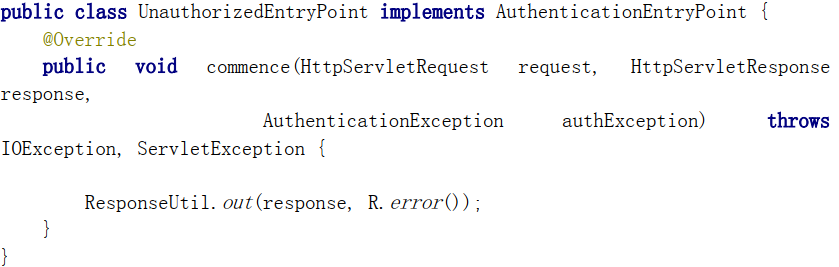 public class UnauthorizedEntryPoint implements AuthenticationEntryPoint {
@Override
public void commence(HttpServletRequest request, HttpServletResponse
response,
AuthenticationException authException) throws
IOException, ServletException {
ResponseUtil.out(response, R.error());
}
}